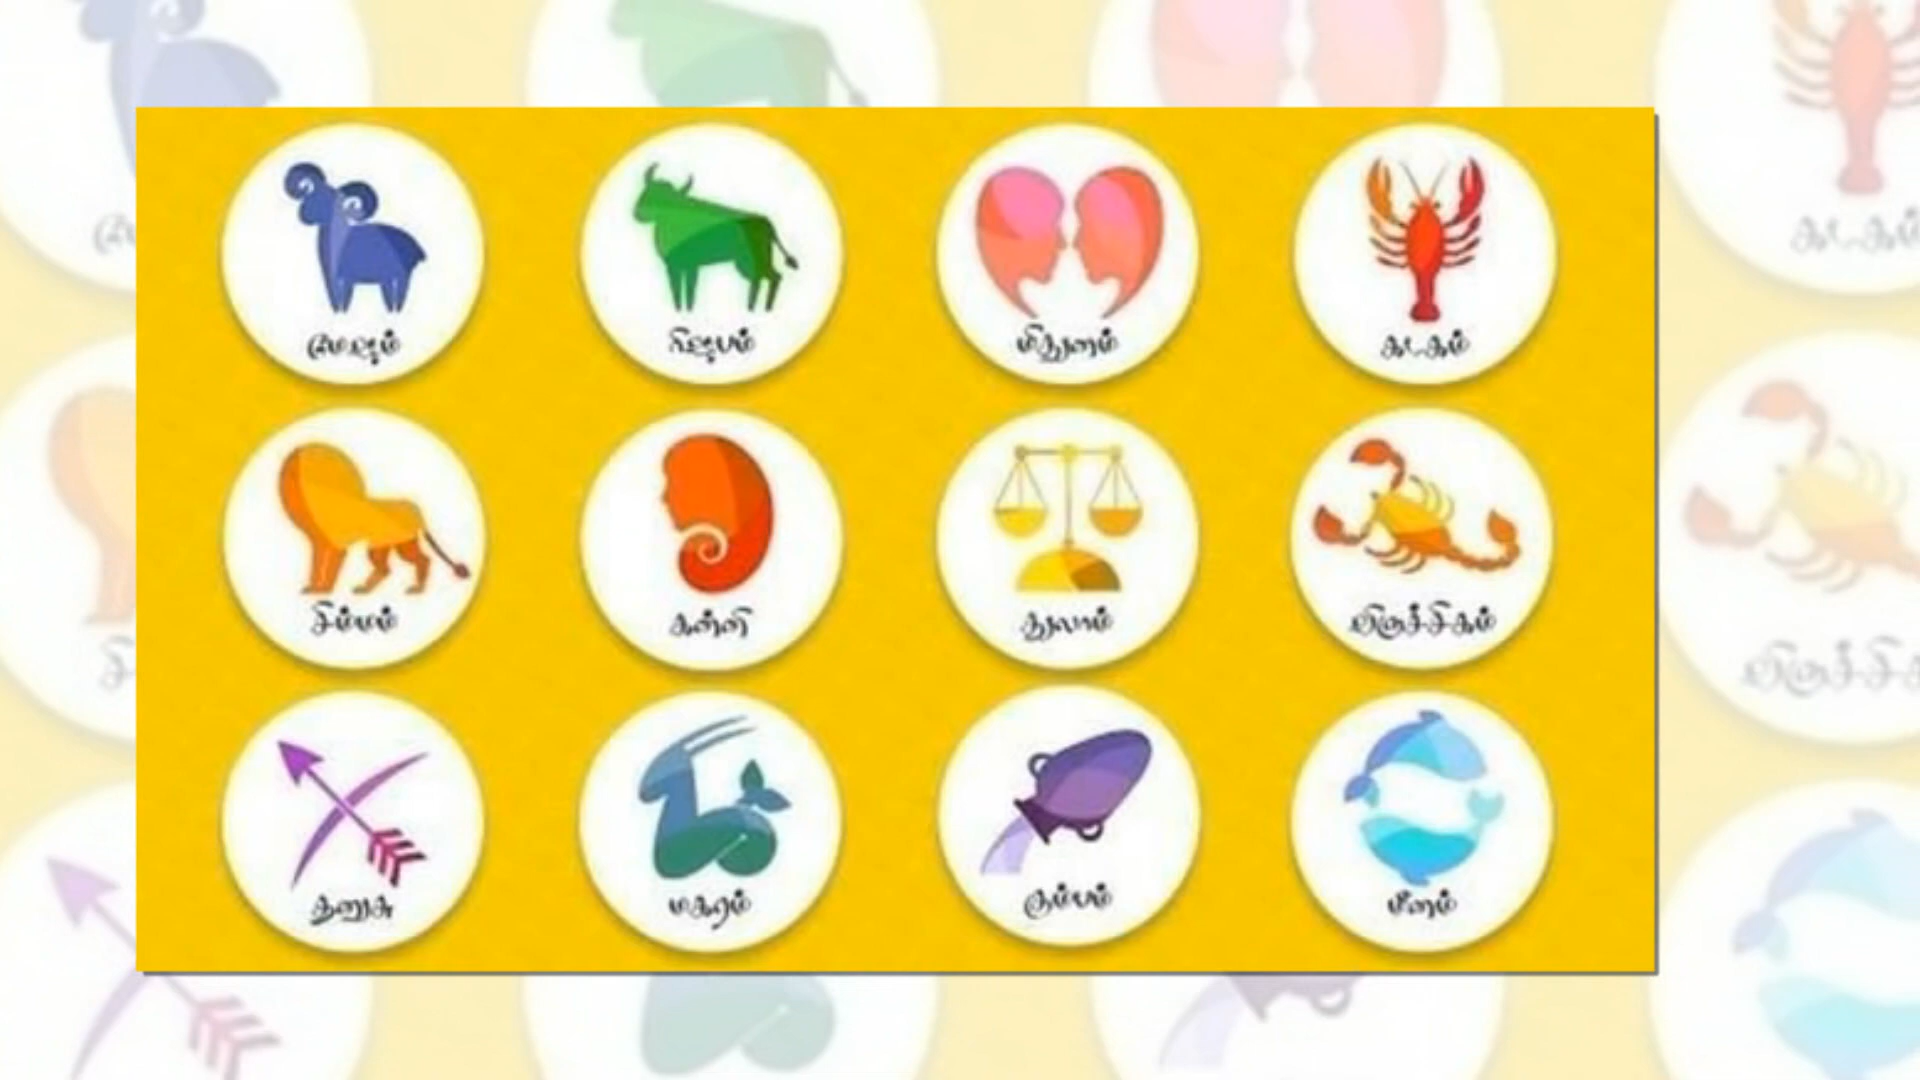 மேஷம்
ரிஷபம்
மிதுனம்
கடகம்
சிம்மம்
கன்னி
துலாம்
விருச்சிகம்
தனுசு
மகரம்
கும்பம்
மீனம்